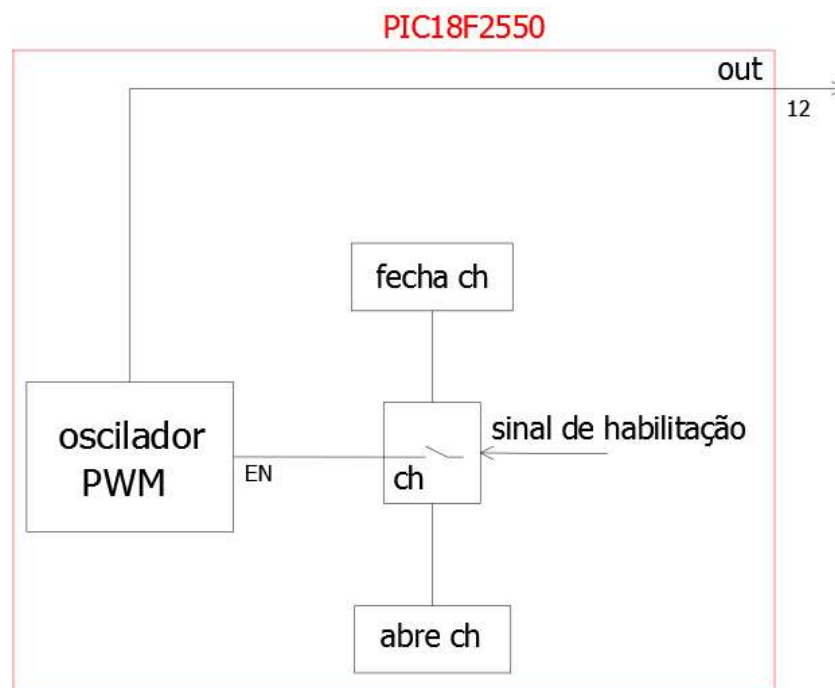 PIC18F2550
out
12
fecha ch
oscilador
PWM
EN
ch
sinal de habilitação
abre ch